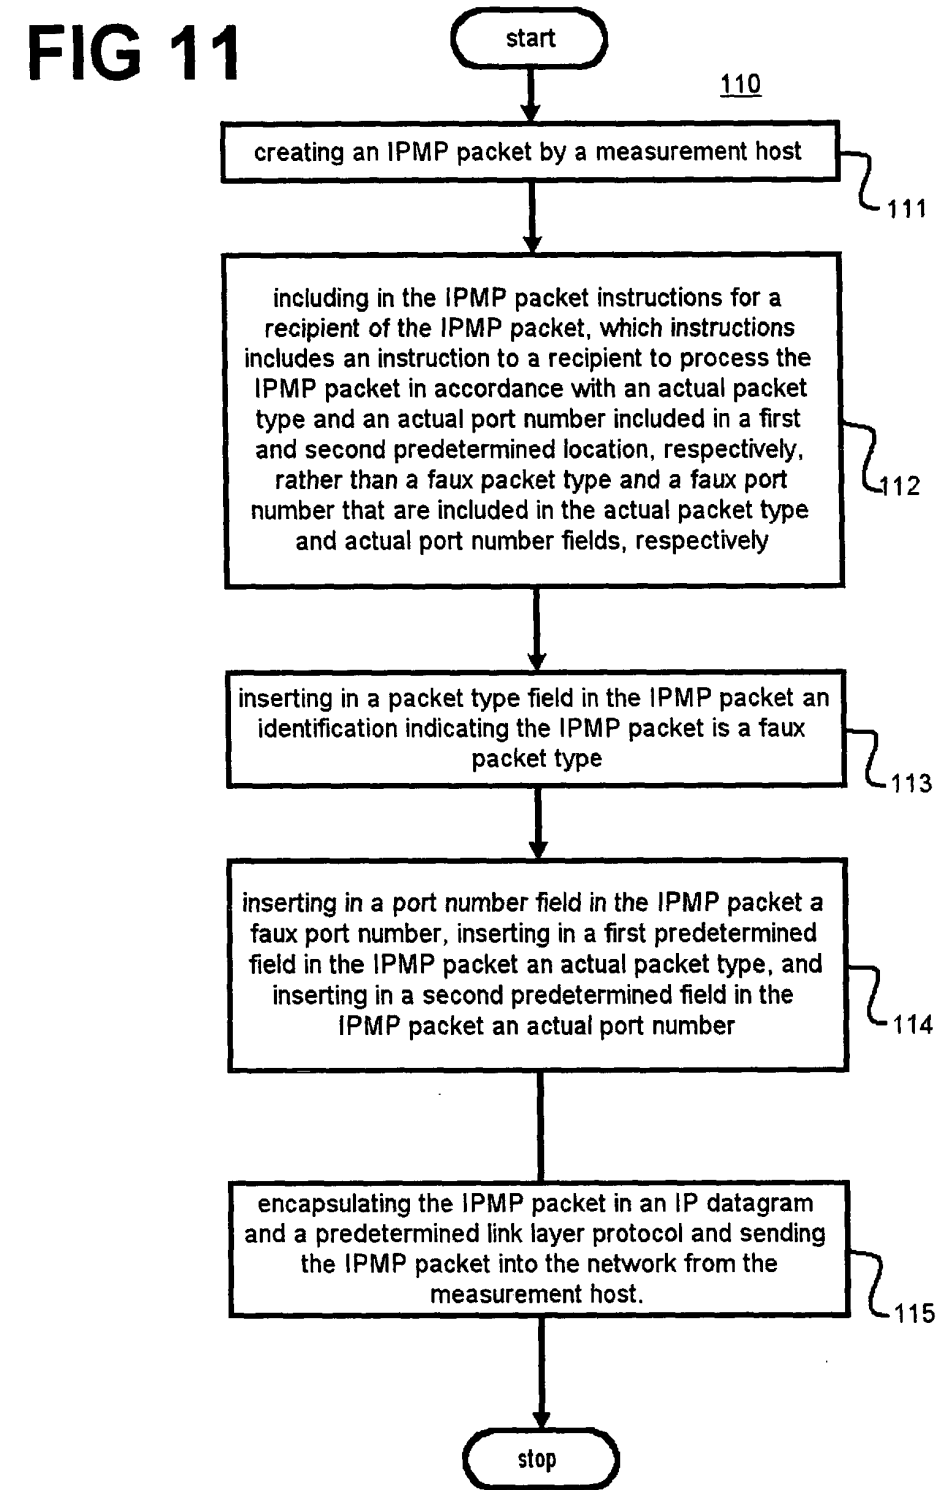 FIG 11
start
110
creating an IPMP packet by a measurement host
111
including in the IPMP packet instructions for a
recipient of the IPMP packet, which instructions
includes an instruction to a recipient to process the
IPMP packet in accordance with an actual packet
type and an actual port number included in a first
and second predetermined location, respectively,
rather than a faux packet type and a faux port
number that are included in the actual packet type
and actual port number fields, respectively
112
inserting in a packet type field in the IPMP packet an
identification indicating the IPMP packet is a faux
packet type
113
inserting in a port number field in the IPMP packet a
faux port number, inserting in a first predetermined
field in the IPMP packet an actual packet type, and
inserting in a second predetermined field in the
IPMP packet an actual port number
114
encapsulating the IPMP packet in an IP datagram
and a predetermined link layer protocol and sending
the IPMP packet into the network from the
measurement host.
115
stop